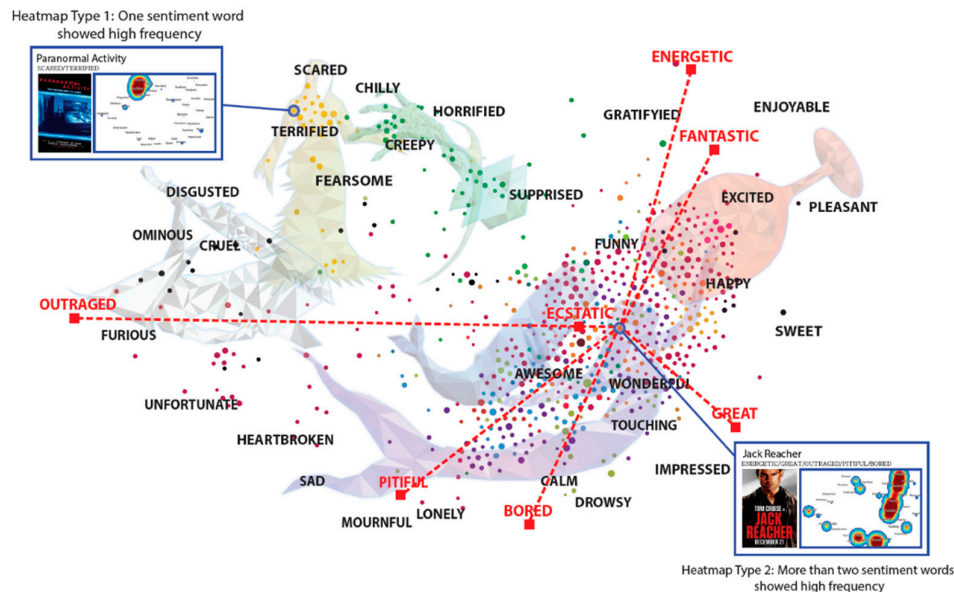 Heatmap Type 1: One sentiment word
showed high frequency
Paranormal Activity
SCARED/TERRIFIED
PARANORMAL
ACTIVITY
SCARED
CHILLY
HORRIFIED
TERRIFIED
CREEPY
FEARSOME
SUPPRISED
ENERGETIC
GRATIFYIED
ENJOYABLE
FANTASTIC
EXCITED
PLEASANT
DISGUSTED
OMINOUS
CRUEL
FUNNY
HAPPY
OUTRAGED
ECSTATIC
FURIOUS
SWEET
AWESOME
WONDERFUL
UNFORTUNATE
GREAT
TOUCHING
HEARTBROKEN
IMPRESSED
SAD
PITIFUL
CALM
DROWSY
BORED
LONELY
MOURNFUL
Jack Reacher
ENERGETIC/GREAT/OUTRAGED/PITIFUL/BORED
TOM CRUISE
JACK
REACHER
DECEMBER 21
Heatmap Type 2: More than two sentiment words
showed high frequency